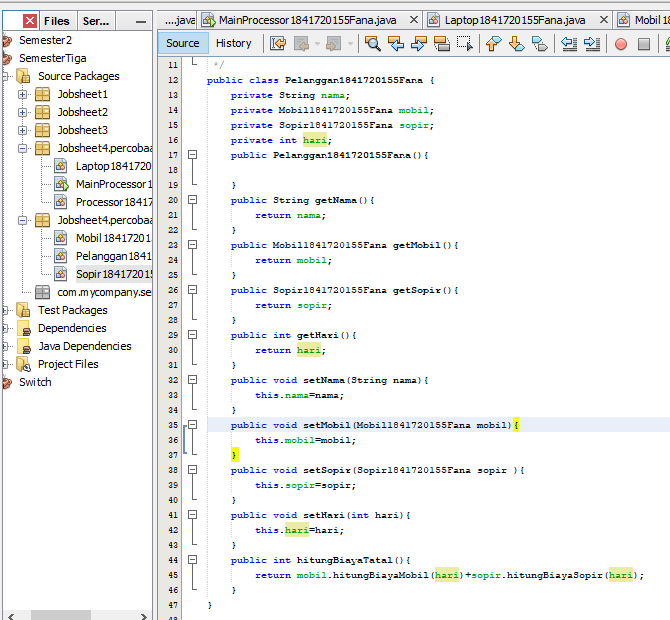 Files
Ser...
....java
MainProcessor1841720155Fana.java
Laptop1841720155Fana.java
Mobil18
Semester2
SemesterTiga
Source Packages
Jobsheet1
Jobsheet2
Jobsheet3
Jobsheet4.percobaa
Laptop184172
MainProcessor1
Processor18417
Jobsheet4.percobaa
Mobil184172015
Pelanggan1841
Sopir184172015
com.mycompany.se
Test Packages
Dependencies
Java Dependencies
Project Files
Switch
Source
History
11 */
12 public class Pelanggan1841720155Fana {
13 private String nama;
14 private Mobil1841720155Fana mobil;
15 private Sopir1841720155Fana sopir;
16 private int hari;
17 public Pelanggan1841720155Fana(){
18
19 }
20 public String getNama(){
21 return nama;
22 }
23 public Mobil1841720155Fana getMobil(){
24 return mobil;
25 }
26 public Sopir1841720155Fana getSopir(){
27 return sopir;
28 }
29 public int getHari(){
30 return hari;
31 }
32 public void setNama(String nama){
33 this.nama=nama;
34 }
35 public void setMobil(Mobil1841720155Fana mobil){
36 this.mobil=mobil;
37 }
38 public void setSopir(Sopir1841720155Fana sopir ){
39 this.sopir=sopir;
40 }
41 public void setHari(int hari){
42 this.hari=hari;
43 }
44 public int hitungBiayaTatal(){
45 return mobil.hitungBiayaMobil(hari)+sopir.hitungBiayaSopir(hari);
46 }
47 }